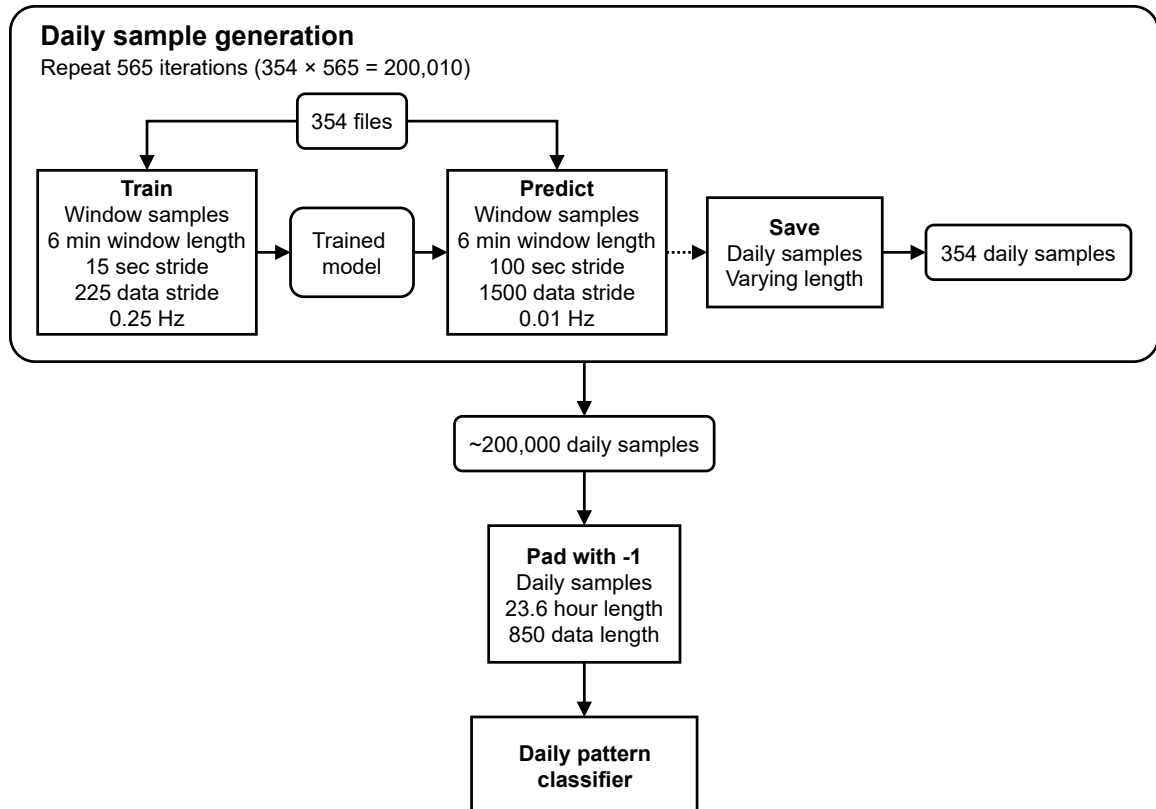 Daily sample generation
Repeat 565 iterations (354 × 565 = 200,010)
354 files
Train
Window samples
6 min window length
15 sec stride
225 data stride
0.25 Hz
Trained
model
Predict
Window samples
6 min window length
100 sec stride
1500 data stride
0.01 Hz
Save
Daily samples
Varying length
354 daily samples
~200,000 daily samples
Pad with -1
Daily samples
23.6 hour length
850 data length
Daily pattern
classifier